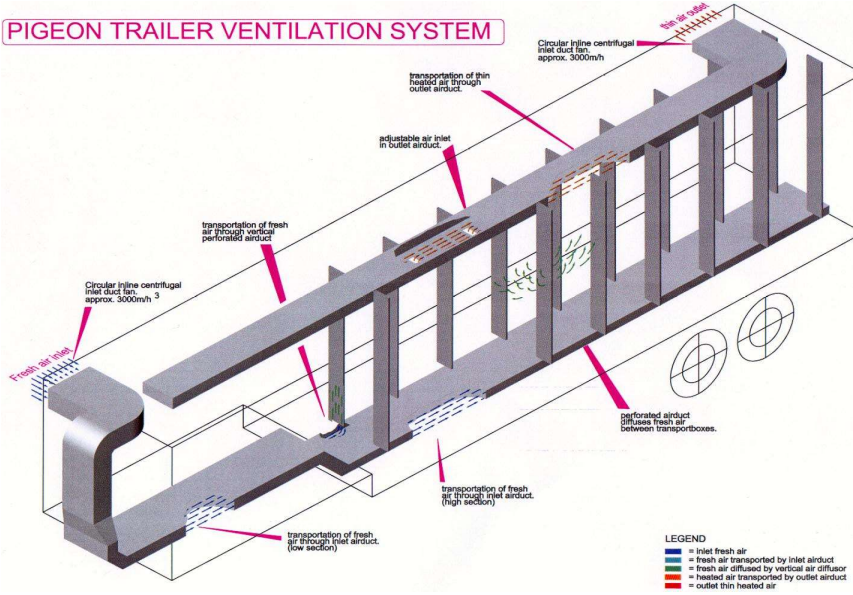 PIGEON TRAILER VENTILATION SYSTEM
thin air outlet
Circular inline centrifugal
inlet duct fan.
approx. 3000m/h
transportation of thin
heated air through
outlet airduct.
adjustable air inlet
in outlet airduct.
transportation of fresh
air through vertical
perforated airduct
Circular inline centrifugal
inlet duct fan.
approx. 3000m/h 3
Fresh air inlet
perforated airduct
diffuses fresh air
between transportboxes.
transportation of fresh
air through inlet airduct.
(high section)
transportation of fresh
air through inlet airduct.
(low section)
LEGEND
= inlet fresh air
= fresh air transported by inlet airduct
= fresh air diffused by vertical air diffusor
= heated air transported by outlet airduct
= outlet thin heated air